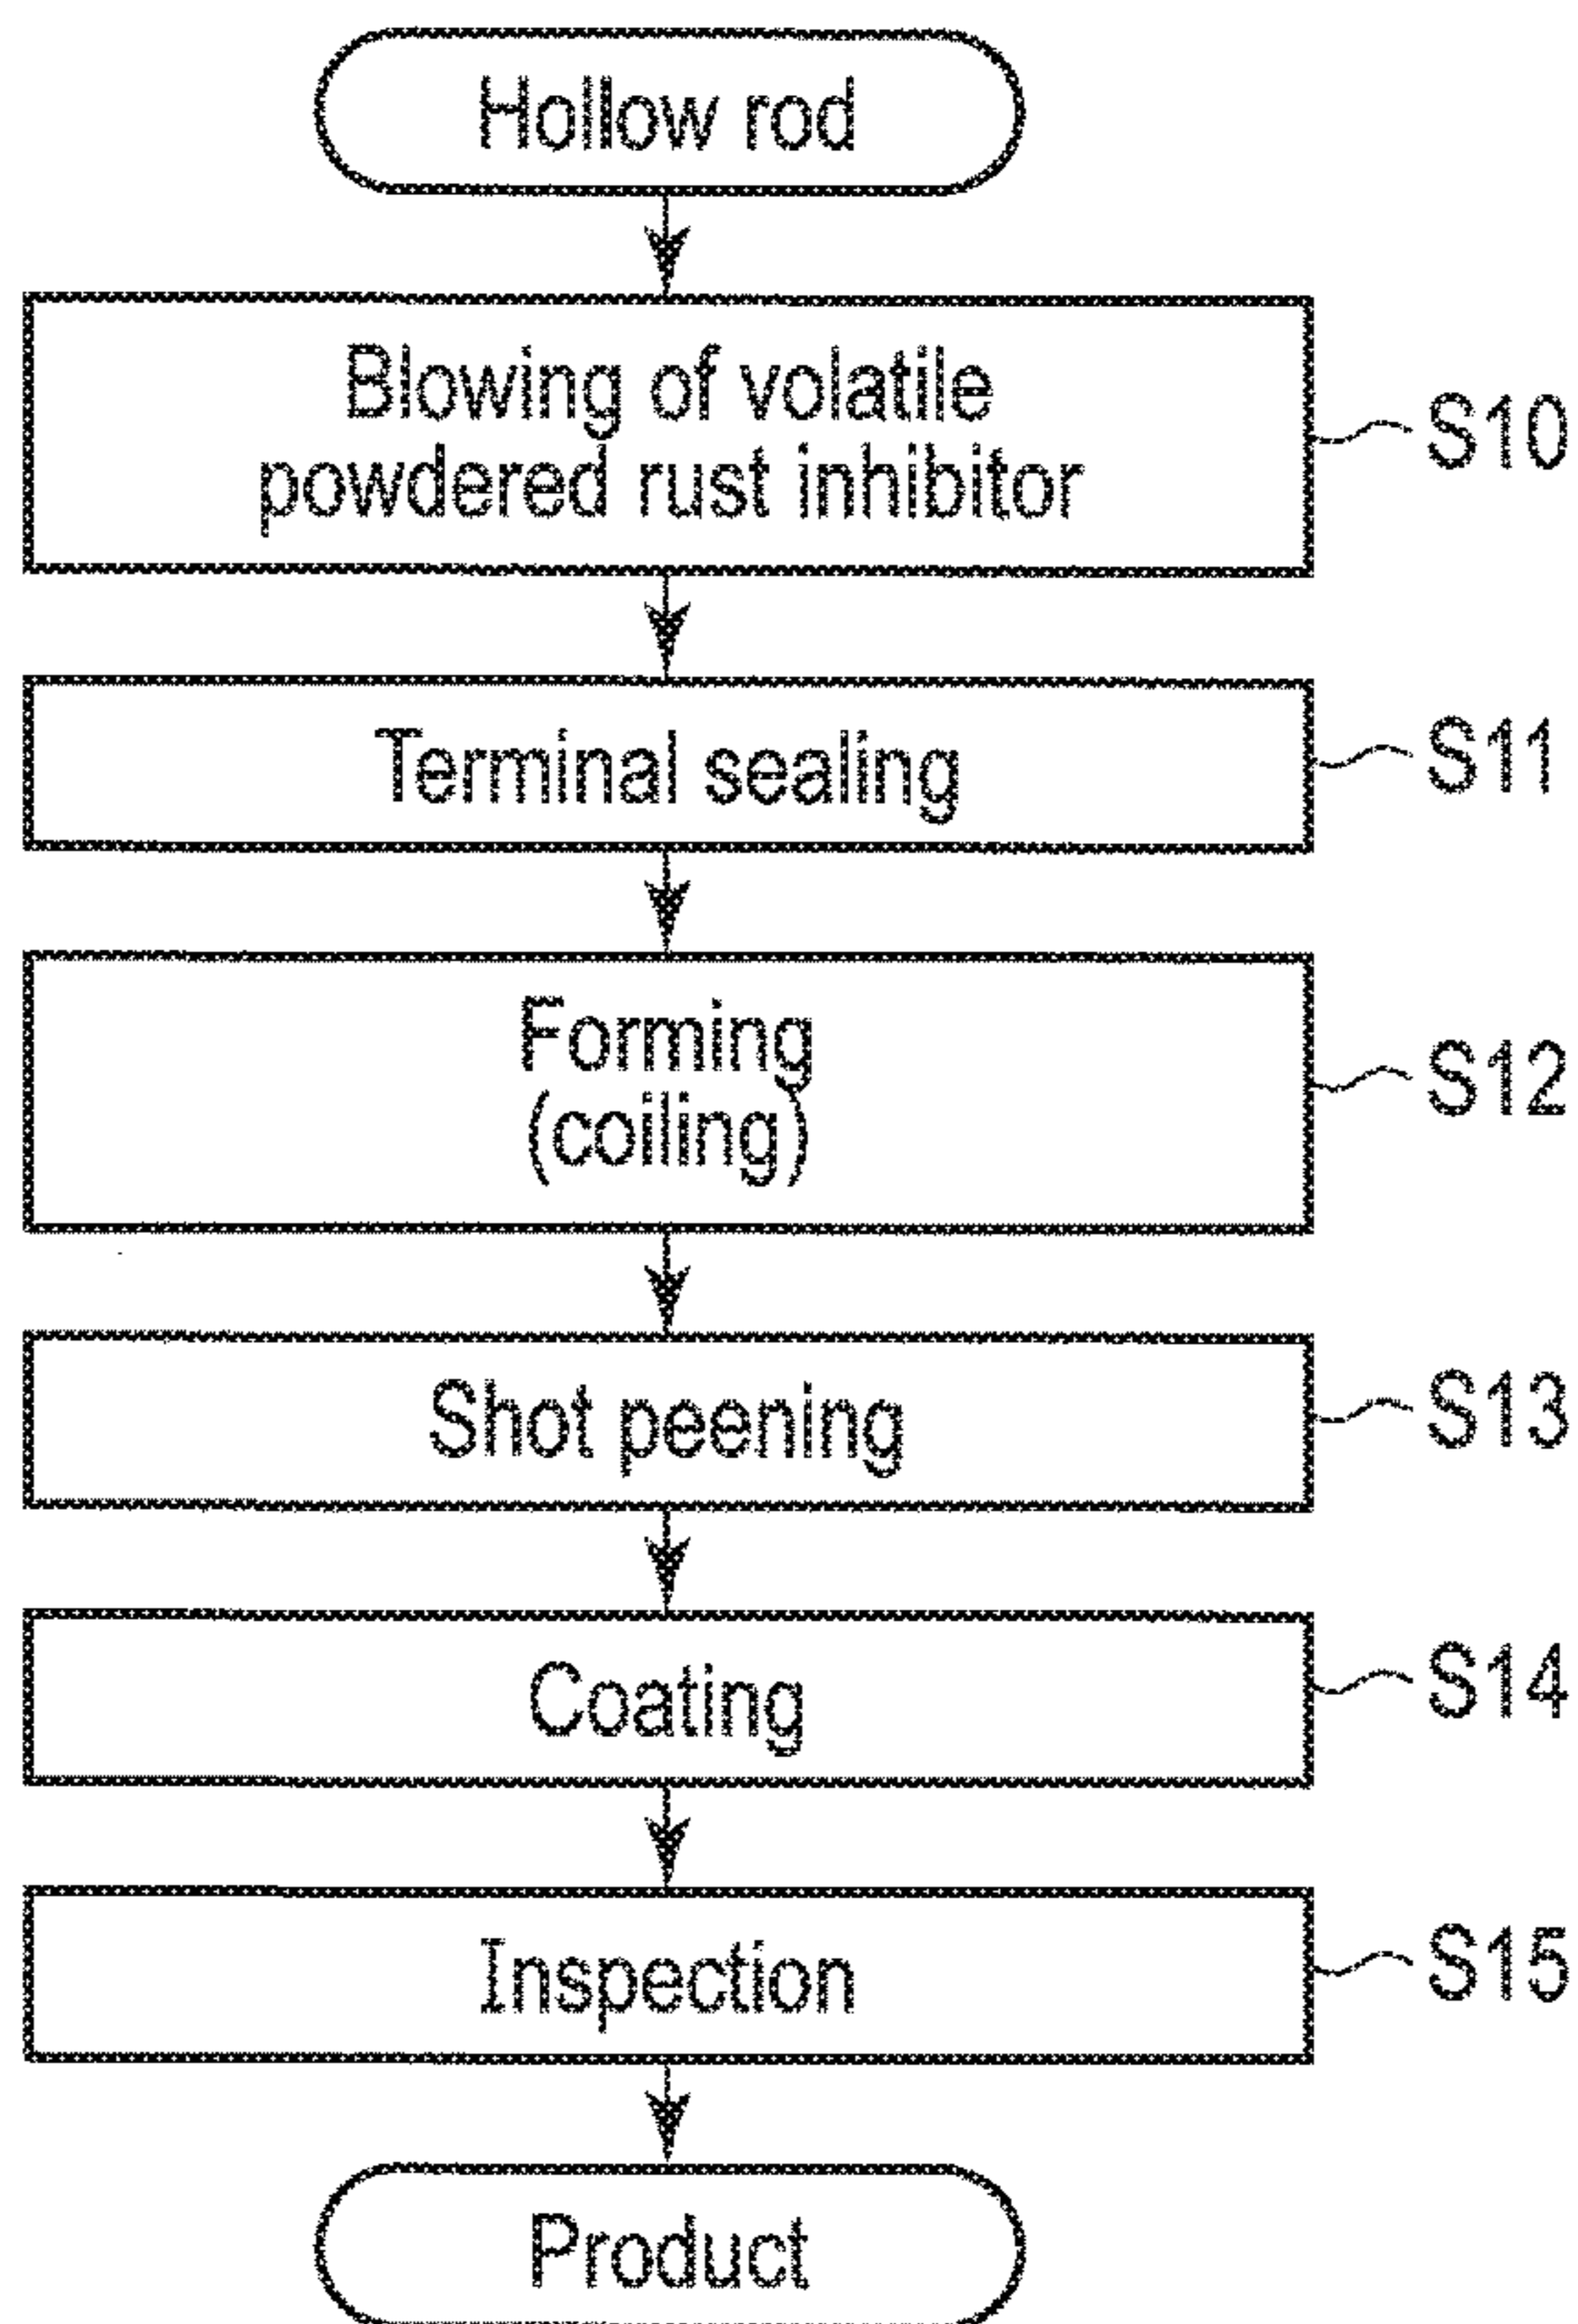 Hollow rod
Blowing of volatile
powdered rust inhibitor
S10
Terminal sealing
S11
Forming
(coiling)
S12
Shot peening
S13
Coating
S14
Inspection
S15
Product